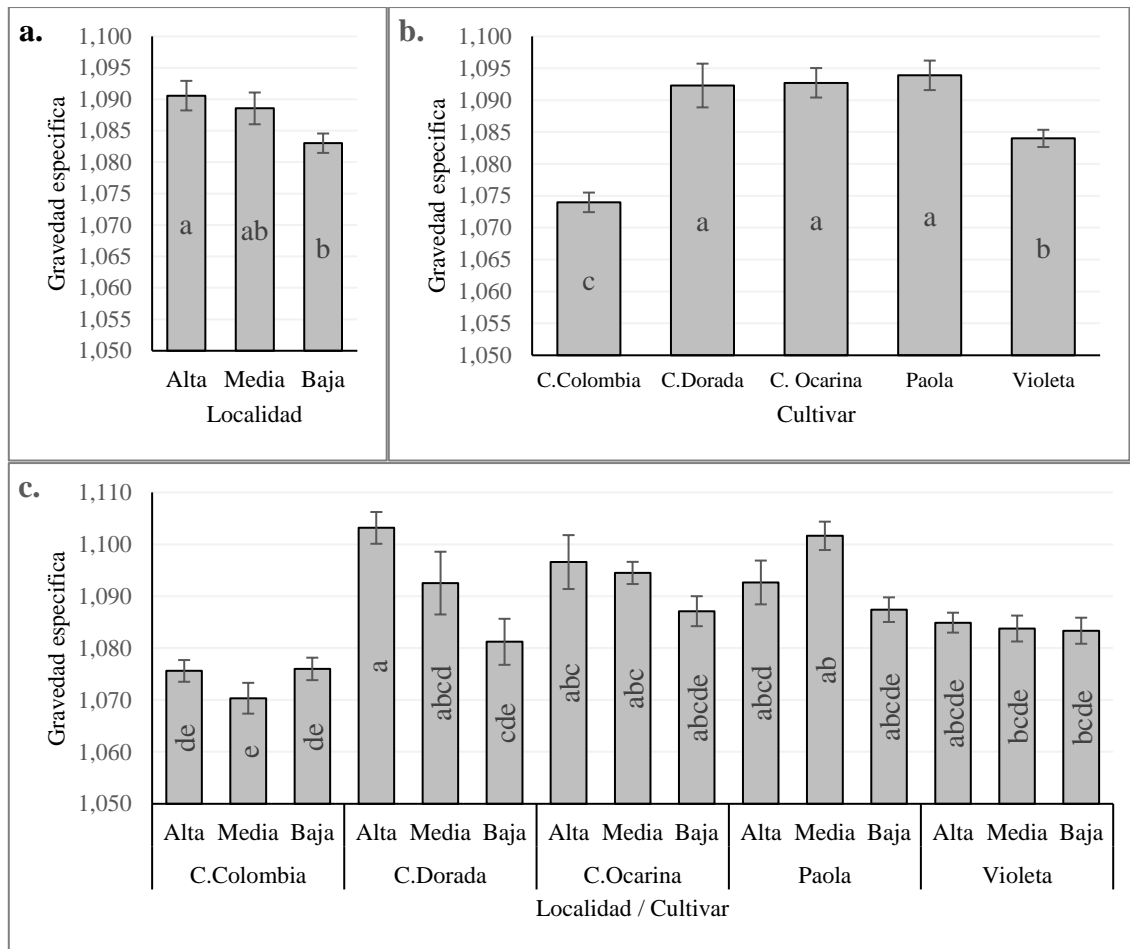 a.
Gravedad especifica
1,100
1,095
1,090
1,085
1,080
1,075
1,070
1,065
1,060
1,055
1,050
a
ab
b
Alta Media Baja
Localidad
b.
Gravedad especifica
1,100
1,095
1,090
1,085
1,080
1,075
1,070
1,065
1,060
1,055
1,050
c
a
a
a
b
C.Colombia C.Dorada C. Ocarina Paola Violeta
Cultivar
c.
Gravedad especifica
1,110
1,100
1,090
1,080
1,070
1,060
1,050
de
e
de
a
abcd
cde
abc
abc
abcde
abcd
ab
abcde
abcde
bcde
bcde
Alta Media Baja Alta Media Baja Alta Media Baja Alta Media Baja Alta Media Baja
C.Colombia C.Dorada C.Ocarina Paola Violeta
Localidad / Cultivar